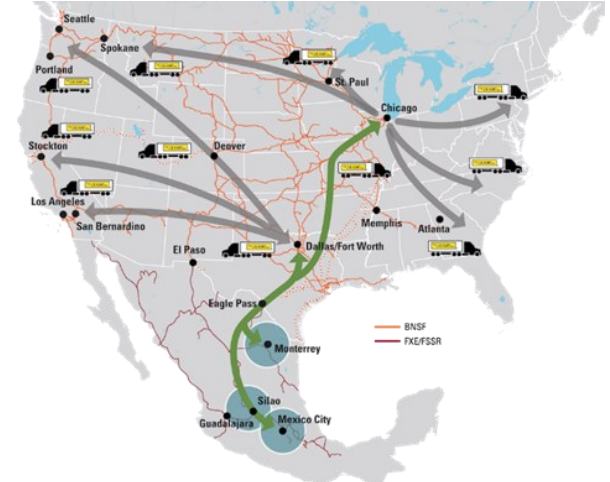 Seattle
Spokane
Portland
St. Paul
Chicago
Stockton
Denver
Los Angeles
San Bernardino
Memphis
Atlanta
El Paso
Dallas/Fort Worth
Eagle Pass
BNSF
FXE/FSSR
Monterrey
Silao
Guadalajara
Mexico City